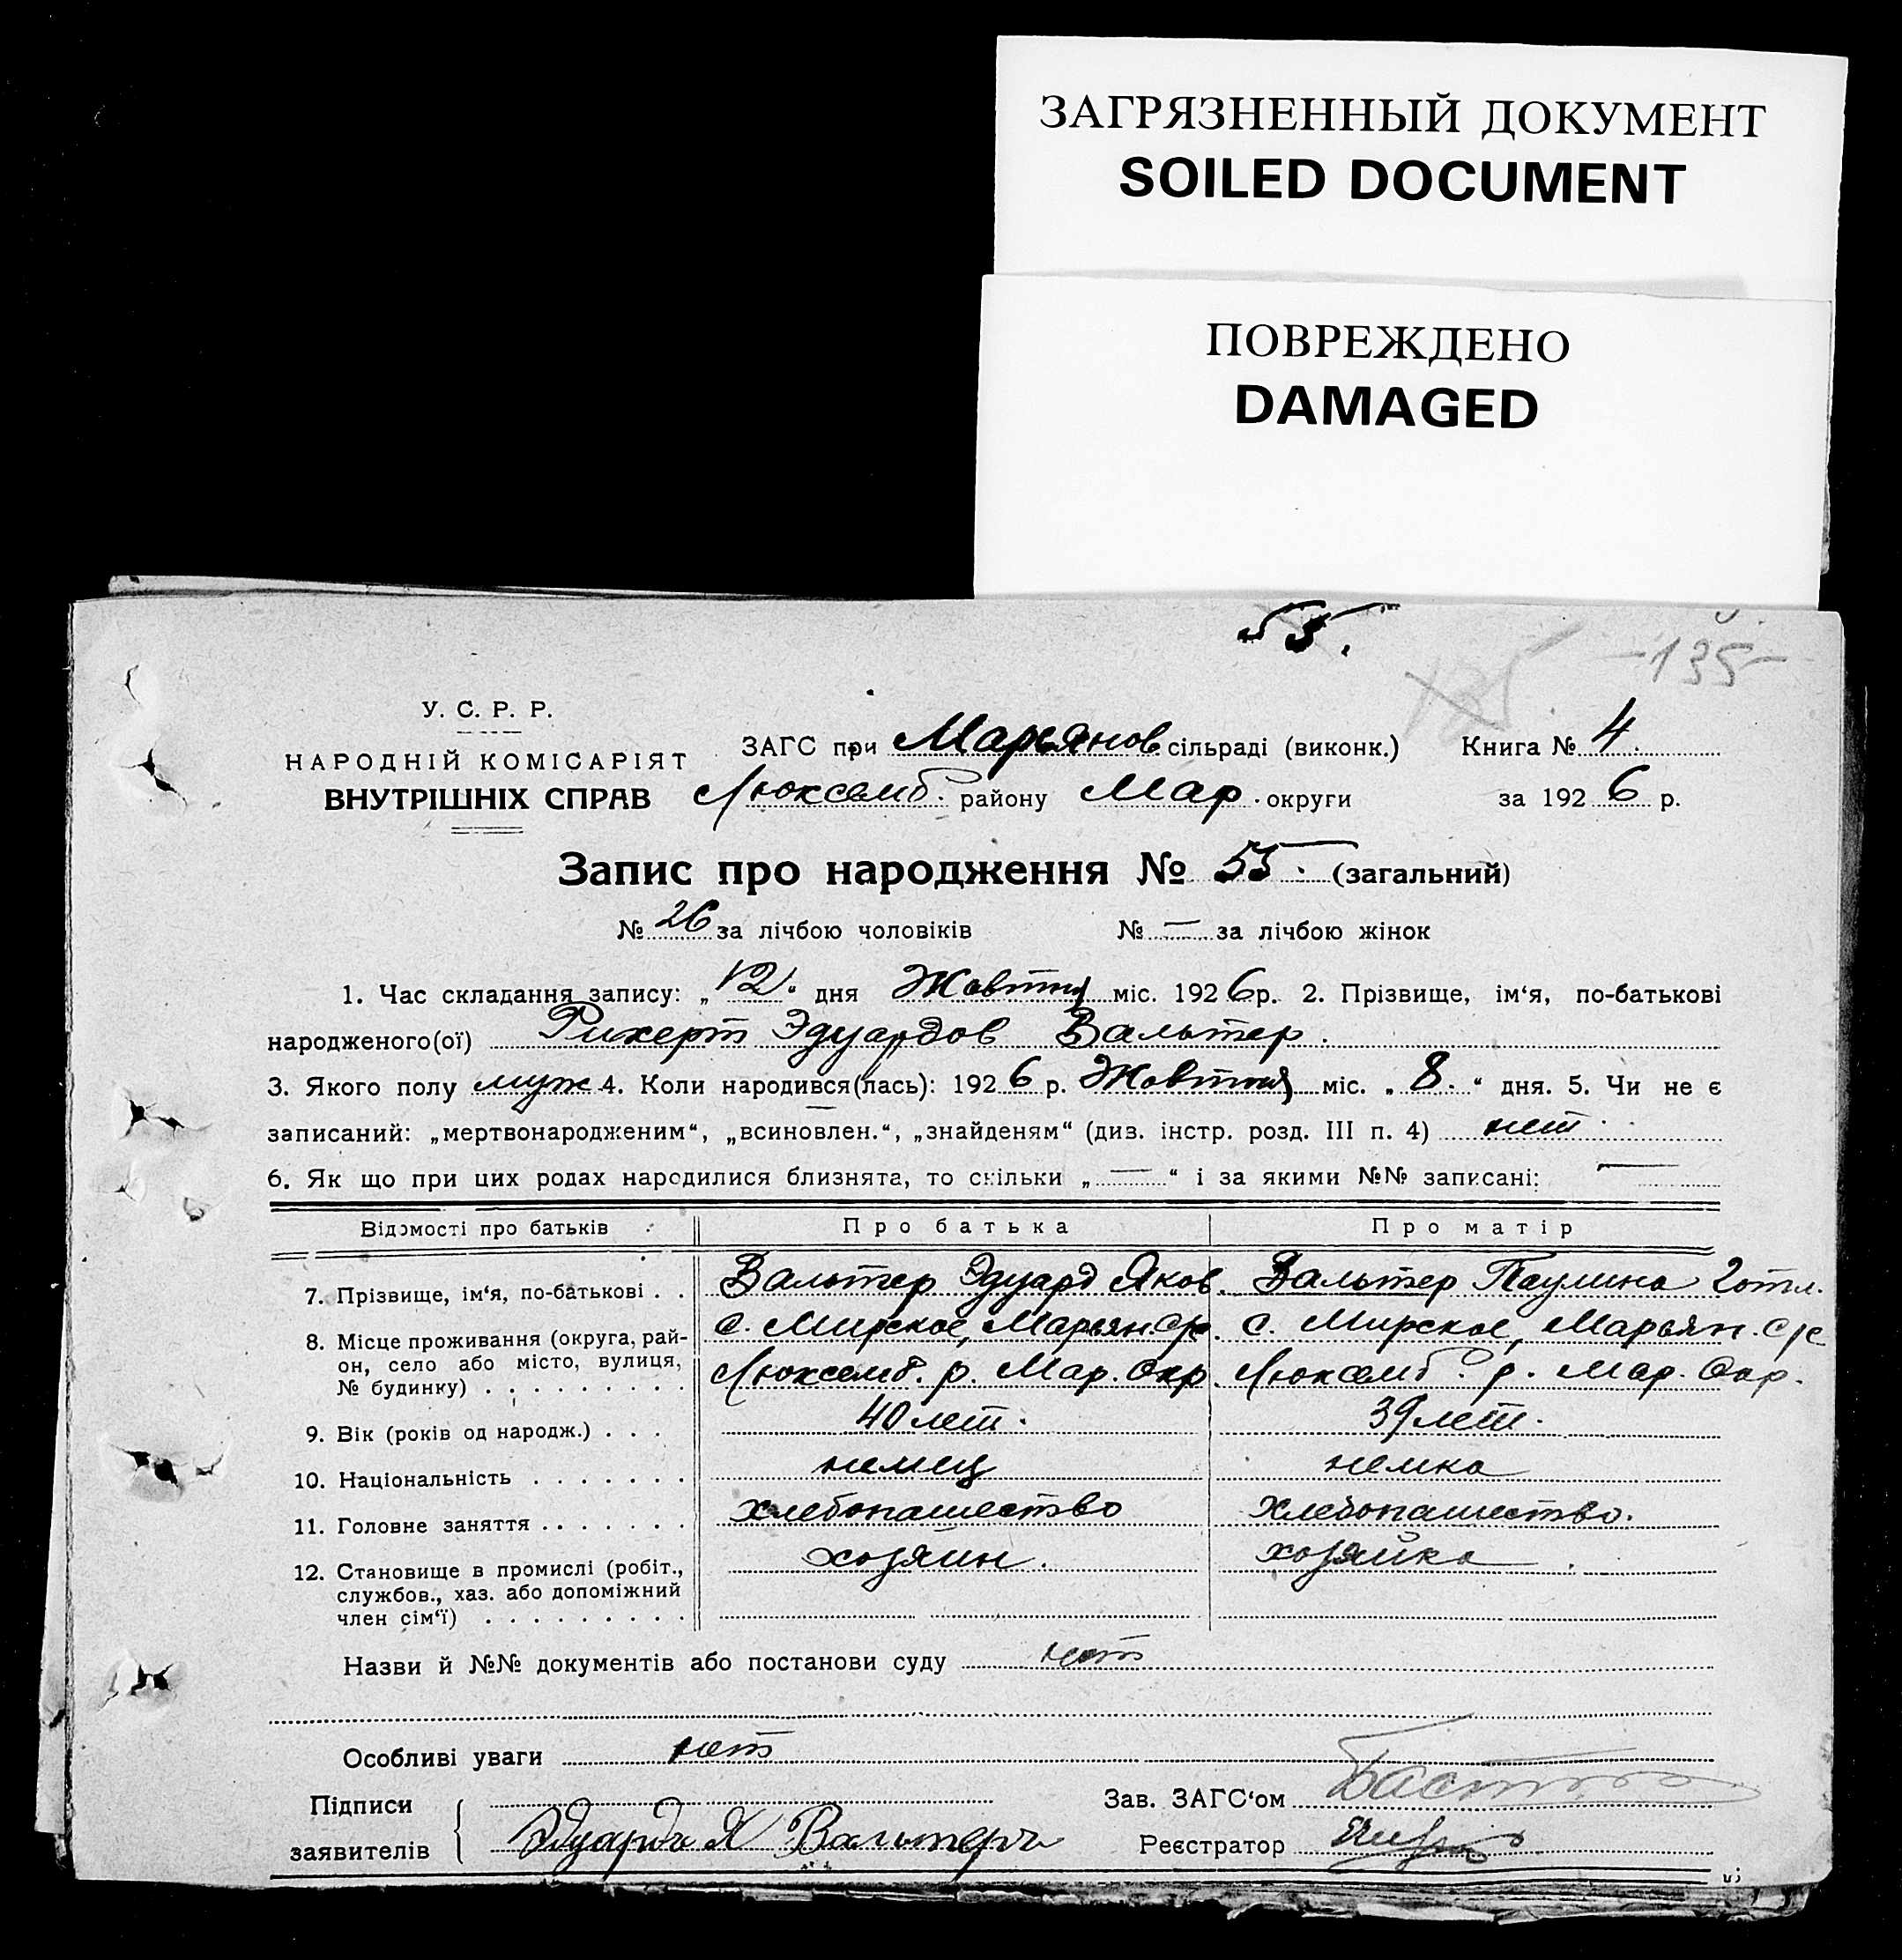 ЗАГРЯЗНЕННЫЙ ДОКУМЕНТ
SOILED DOCUMENT
ПОВРЕЖДЕНО
DAMAGED
55.
135 -135-
У. С. Р. Р.
НАРОДНІЙ КОМІСАРІЯТ
ВНУТРІШНІХ СПРАВ
ЗАГС при Марьянов сільраді (виконк.) Книга № 4.
Люксемб. району Мар. округи за 1926 р.
Запис про народження № 55. (загальний)
№ 26 за лічбою чоловіків № — за лічбою жінок
1. Час складання запису: „12“ дня Жовтня міс. 1926 р. 2. Прізвище, ім‘я, по-батькові
народженого(ої) Рихерт Эдуардов Вальтер.
3. Якого полу муж 4. Коли народився(лась): 1926 р. Жовтня міс. „8.“ дня. 5. Чи не є
записаний: „мертвонародженим“, „всиновлен.“, „знайденям“ (див. інстр. розд. III п. 4) нет.
6. Як що при цих родах народилися близнята, то скільки „—“ і за якими №№ записані: —
Відомості про батьків Про батька Про матір
7. Прізвище, ім‘я, по-батькові . . Вальтер Эдуард Яков. Вальтер Паулина Готл.
8. Місце проживання (округа, рай- с. Мирское, Марьян. с/с с. Мирское, Марьян. с/с
он, село або місто, вулиця, Люксемб. р. Мар. Окр. Люксемб. р. Мар. Окр.
№ будинку) . . . . . . . . .
9. Вік (років од народж.) . . . 40 лет. 39 лет.
10. Національність . . . . . . . немец немка
11. Головне заняття . . . . . . . хлебопашество хлебопашество.
12. Становище в промислі (робіт., хозяин. хозяйка
службов., хаз. або допоміжний
член сім‘ї) . . . . . . . . .
Назви й №№ документів або постанови суду нет
Особливі уваги нет
Підписи Зав. ЗАГС‘ом
заявителів Эдуардъ Я Вальтеръ Реєстратор